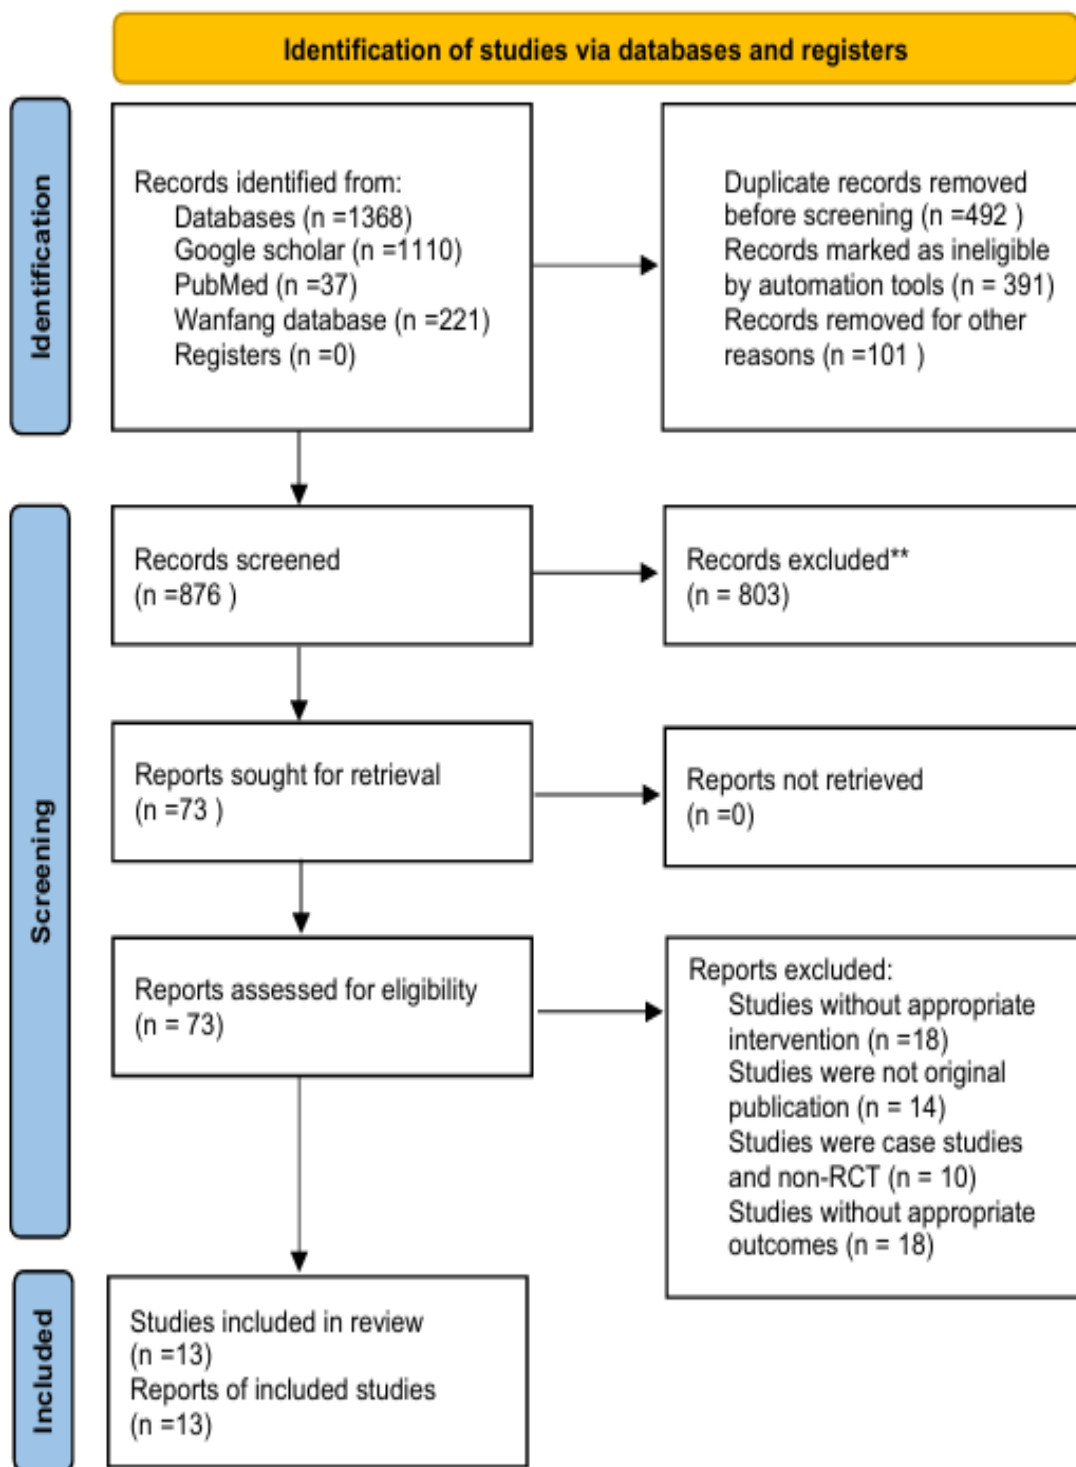 Identification of studies via databases and registers
Identification
Records identified from:
Databases (n =1368)
Google scholar (n =1110)
PubMed (n =37)
Wanfang database (n =221)
Registers (n =0)
Duplicate records removed
before screening (n =492 )
Records marked as ineligible
by automation tools (n = 391)
Records removed for other
reasons (n =101 )
Screening
Records screened
(n =876 )
Records excluded**
(n = 803)
Reports sought for retrieval
(n =73 )
Reports not retrieved
(n =0)
Reports assessed for eligibility
(n = 73)
Reports excluded:
Studies without appropriate
intervention (n =18)
Studies were not original
publication (n = 14)
Studies were case studies
and non-RCT (n = 10)
Studies without appropriate
outcomes (n = 18)
Included
Studies included in review
(n =13)
Reports of included studies
(n =13)